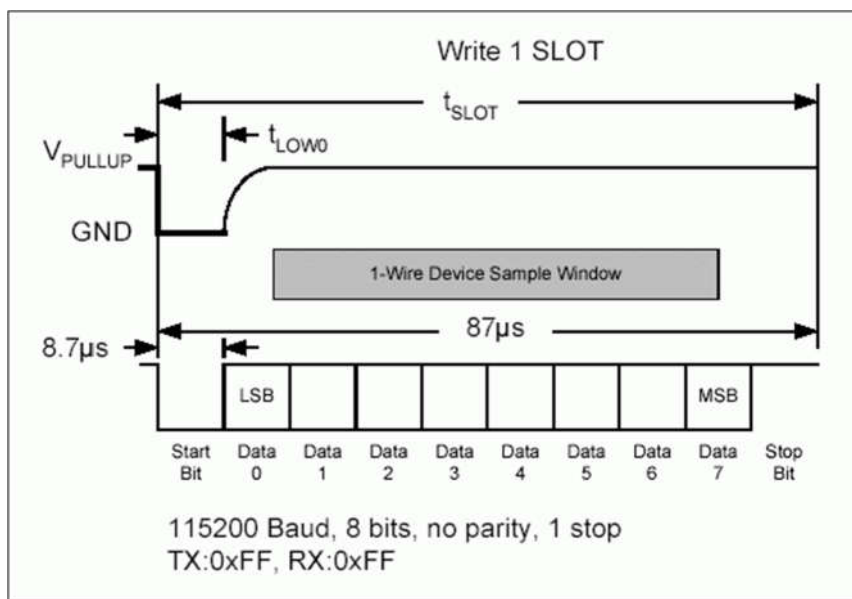 Write 1 SLOT
tSLOT
tLOW0
VPULLUP
GND
1-Wire Device Sample Window
87µs
8.7µs
LSB MSB
Start Data Data Data Data Data Data Data Data Stop
Bit 0 1 2 3 4 5 6 7 Bit
115200 Baud, 8 bits, no parity, 1 stop
TX:0xFF, RX:0xFF